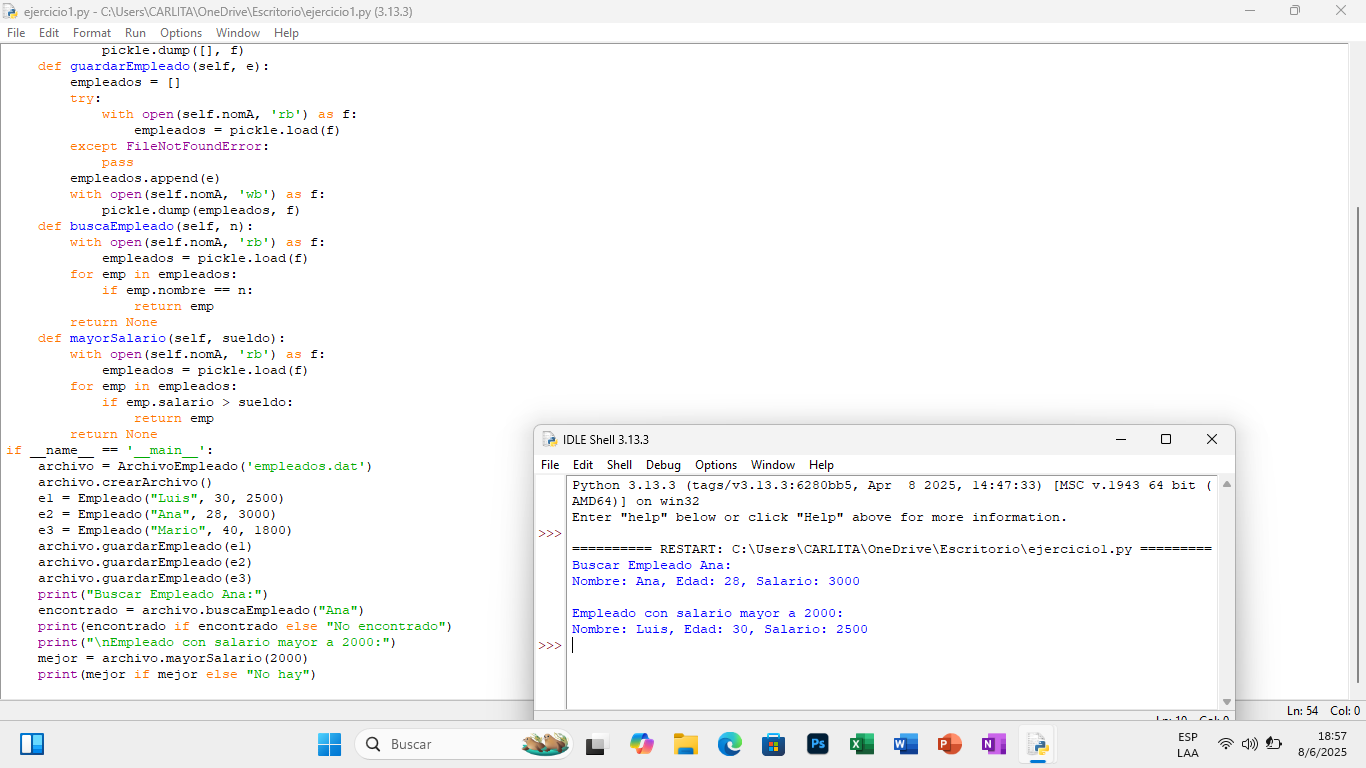 ejercicio1.py - C:\Users\CARLITA\OneDrive\Escritorio\ejercicio1.py (3.13.3)
File Edit Format Run Options Window Help
            pickle.dump([], f)
    def guardarEmpleado(self, e):
        empleados = []
        try:
            with open(self.nomA, 'rb') as f:
                empleados = pickle.load(f)
        except FileNotFoundError:
            pass
        empleados.append(e)
        with open(self.nomA, 'wb') as f:
            pickle.dump(empleados, f)
    def buscaEmpleado(self, n):
        with open(self.nomA, 'rb') as f:
            empleados = pickle.load(f)
        for emp in empleados:
            if emp.nombre == n:
                return emp
        return None
    def mayorSalario(self, sueldo):
        with open(self.nomA, 'rb') as f:
            empleados = pickle.load(f)
        for emp in empleados:
            if emp.salario > sueldo:
                return emp
        return None
if __name__ == '__main__':
    archivo = ArchivoEmpleado('empleados.dat')
    archivo.crearArchivo()
    e1 = Empleado("Luis", 30, 2500)
    e2 = Empleado("Ana", 28, 3000)
    e3 = Empleado("Mario", 40, 1800)
    archivo.guardarEmpleado(e1)
    archivo.guardarEmpleado(e2)
    archivo.guardarEmpleado(e3)
    print("Buscar Empleado Ana:")
    encontrado = archivo.buscaEmpleado("Ana")
    print(encontrado if encontrado else "No encontrado")
    print("\nEmpleado con salario mayor a 2000:")
    mejor = archivo.mayorSalario(2000)
    print(mejor if mejor else "No hay")
IDLE Shell 3.13.3
File Edit Shell Debug Options Window Help
Python 3.13.3 (tags/v3.13.3:6280bb5, Apr  8 2025, 14:47:33) [MSC v.1943 64 bit (
AMD64)] on win32
Enter "help" below or click "Help" above for more information.
>>>
========== RESTART: C:\Users\CARLITA\OneDrive\Escritorio\ejercicio1.py =========
Buscar Empleado Ana:
Nombre: Ana, Edad: 28, Salario: 3000
Empleado con salario mayor a 2000:
Nombre: Luis, Edad: 30, Salario: 2500
>>>
Ln: 10 Col: 0
Ln: 54 Col: 0
Buscar
Ps
ESP
LAA
18:57
8/6/2025